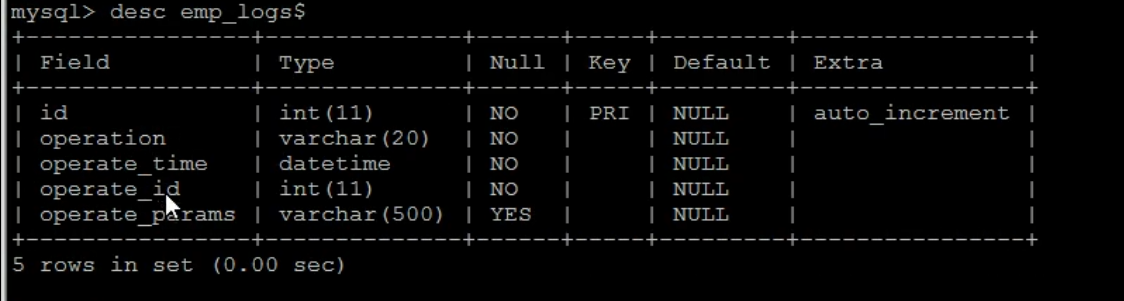 mysql> desc emp_logs$
+----------------+--------------+------+-----+---------+----------------+
| Field          | Type         | Null | Key | Default | Extra          |
+----------------+--------------+------+-----+---------+----------------+
| id             | int(11)      | NO   | PRI | NULL    | auto_increment |
| operation      | varchar(20)  | NO   |     | NULL    |                |
| operate_time   | datetime     | NO   |     | NULL    |                |
| operate_id     | int(11)      | NO   |     | NULL    |                |
| operate_params | varchar(500) | YES  |     | NULL    |                |
+----------------+--------------+------+-----+---------+----------------+
5 rows in set (0.00 sec)